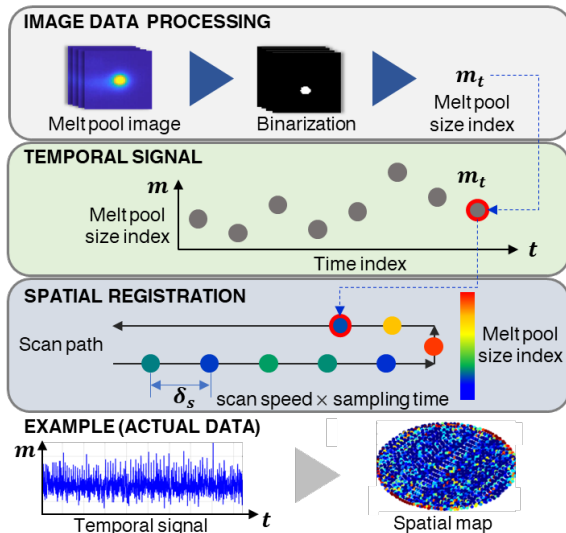 IMAGE DATA PROCESSING
Melt pool image
Binarization
m_t
Melt pool
size index
TEMPORAL SIGNAL
m
m_t
Melt pool
size index
t
Time index
SPATIAL REGISTRATION
Scan path
Melt pool
size index
δ_s
scan speed × sampling time
EXAMPLE (ACTUAL DATA)
m
t
Temporal signal
Spatial map